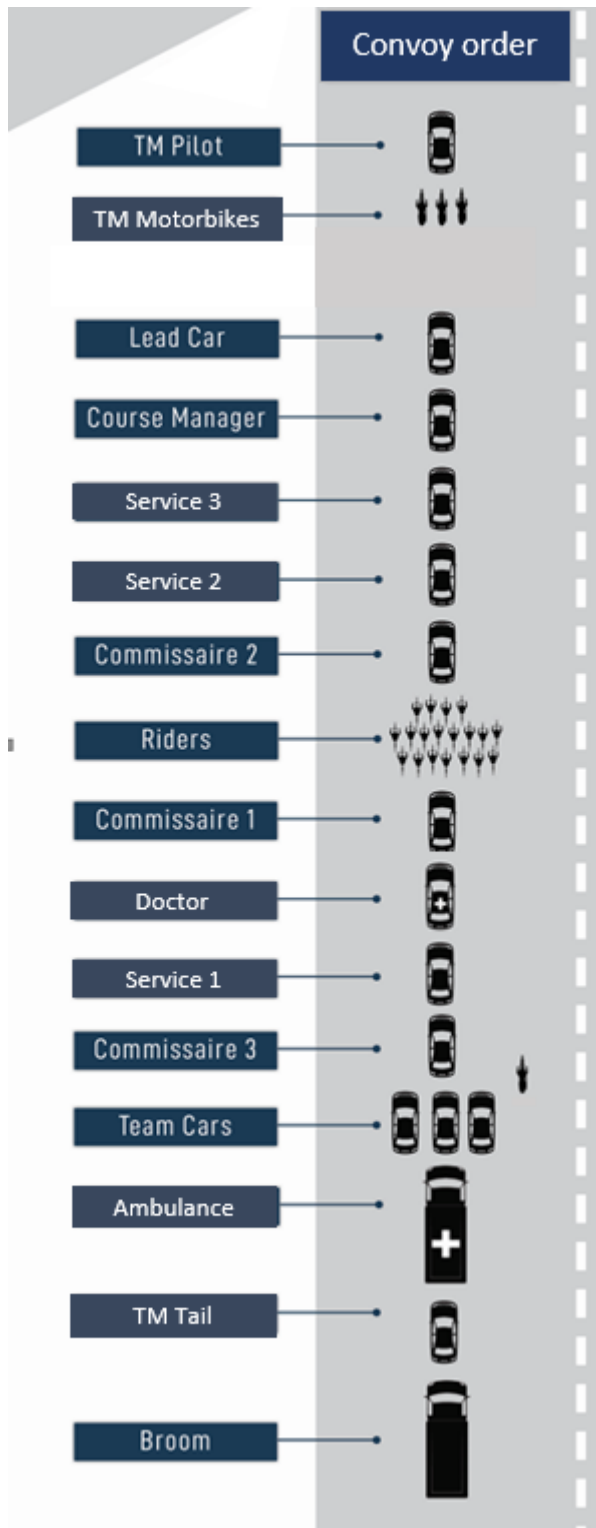 Convoy order
TM Pilot
TM Motorbikes
Lead Car
Course Manager
Service 3
Service 2
Commissaire 2
Riders
Commissaire 1
Doctor
Service 1
Commissaire 3
Team Cars
Ambulance
TM Tail
Broom